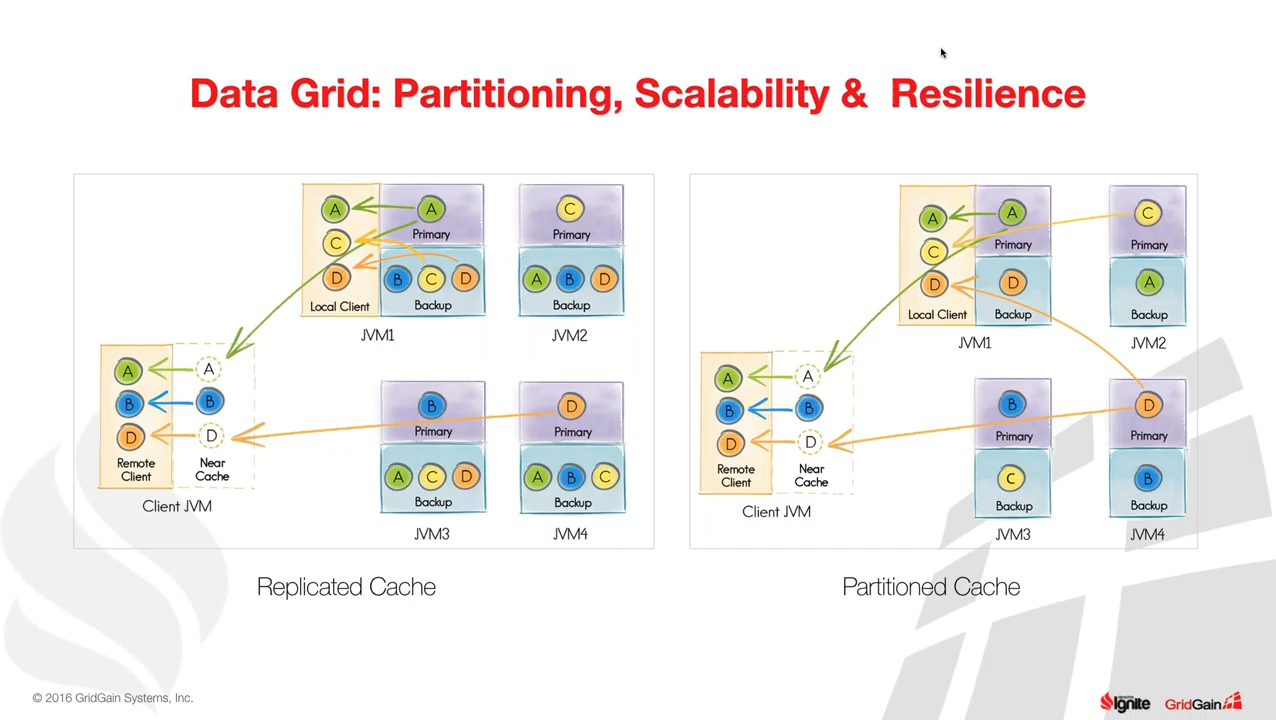 Data Grid: Partitioning, Scalability & Resilience
A A
C Primary
D B C D
Local Client Backup
JVM1
C
Primary
A B D
Backup
JVM2
A A
B B
D D
Remote Client
Near Cache
Client JVM
B
Primary
A C D
Backup
JVM3
D
Primary
A B C
Backup
JVM4
Replicated Cache
A A
C Primary
D D
Local Client Backup
JVM1
C
Primary
A
Backup
JVM2
A A
B B
D D
Remote Client
Near Cache
Client JVM
B
Primary
C
Backup
JVM3
D
Primary
B
Backup
JVM4
Partitioned Cache
© 2016 GridGain Systems, Inc.
Ignite
GridGain